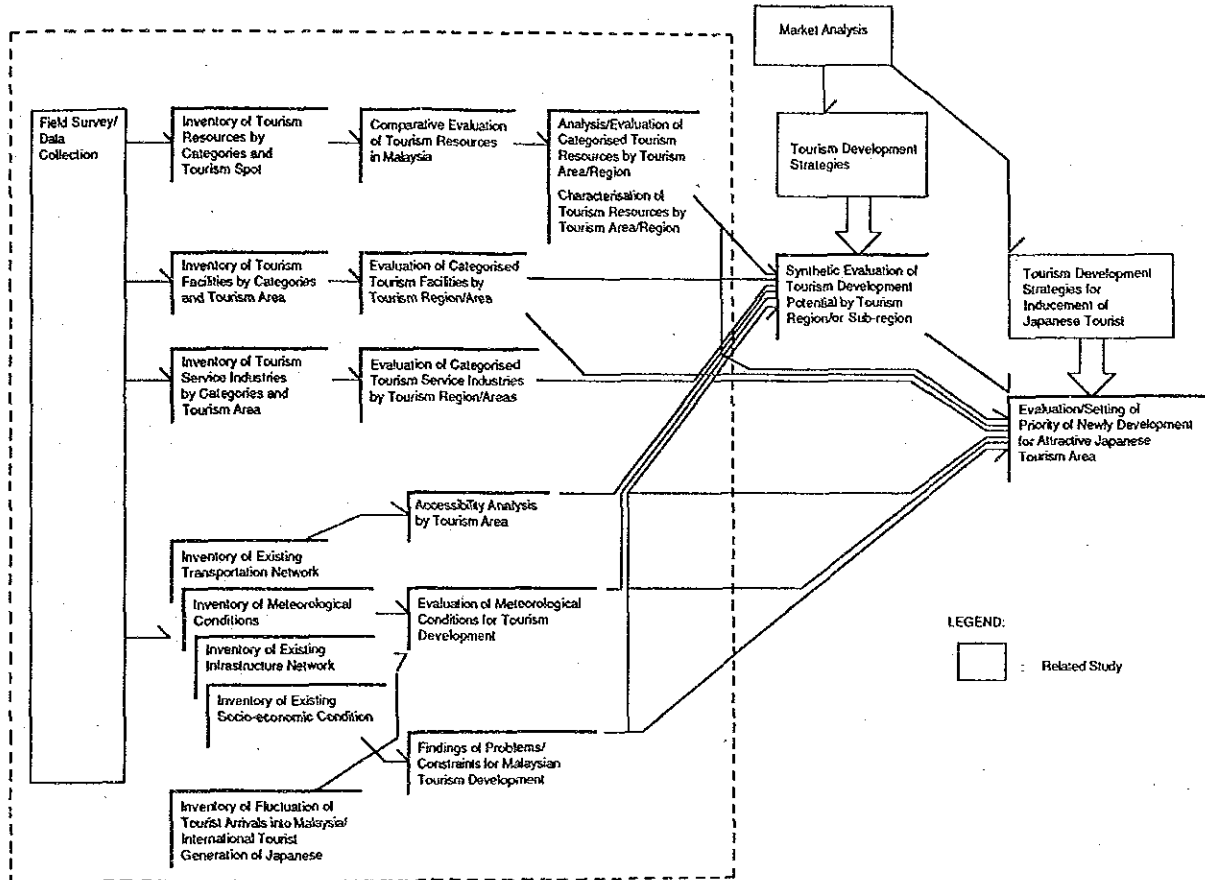 Market Analysis
Field Survey/
Data
Collection
Inventory of Tourism
Resources by
Categories and
Tourism Spot
Comparative Evaluation
of Tourism Resources
in Malaysia
Analysis/Evaluation of
Categorised Tourism
Resources by Tourism
Area/Region
Characterisation of
Tourism Resources by
Tourism Area/Region
Tourism Development
Strategies
Inventory of Tourism
Facilities by Categories
and Tourism Area
Evaluation of Categorised
Tourism Facilities by
Tourism Region/Area
Synthetic Evaluation of
Tourism Development
Potential by Tourism
Region/or Sub-region
Tourism Development
Strategies for
Inducement of
Japanese Tourist
Inventory of Tourism
Service Industries
by Categories and
Tourism Area
Evaluation of Categorised
Tourism Service Industries
by Tourism Region/Areas
Evaluation/Setting of
Priority of Newly Development
for Attractive Japanese
Tourism Area
Accessibility Analysis
by Tourism Area
Inventory of Existing
Transportation Network
Inventory of Meteorological
Conditions
Evaluation of Meteorological
Conditions for Tourism
Development
Inventory of Existing
Infrastructure Network
Inventory of Existing
Socio-economic Condition
Findings of Problems/
Constraints for Malaysian
Tourism Development
Inventory of Fluctuation of
Tourist Arrivals into Malaysia/
International Tourist
Generation of Japanese
LEGEND:
: Related Study